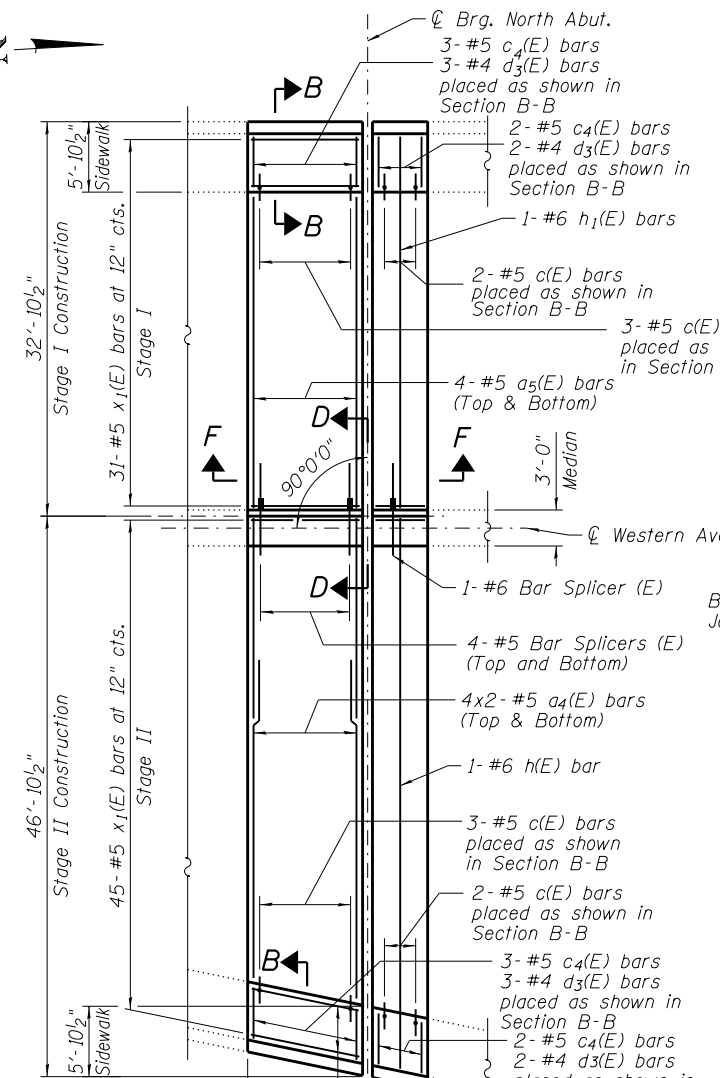 ℄ Brg. North Abut.
3-#5 c4(E) bars
3-#4 d3(E) bars
placed as shown in
Section B-B
N
B
2-#5 c4(E) bars
2-#4 d3(E) bars
placed as shown in
Section B-B
5'-10½"
Sidewalk
B
1-#6 h1(E) bars
2-#5 c(E) bars
placed as shown in
Section B-B
32'-10½"
Stage I Construction
31-#5 x1(E) bars at 12" cts.
Stage I
3-#5 c(E)
placed as
in Section
4-#5 a5(E) bars
(Top & Bottom)
D
F
90°0'0"
F
3'-0"
Median
℄ Western Ave
D
1-#6 Bar Splicer (E)
4-#5 Bar Splicers (E)
(Top and Bottom)
4x2-#5 a4(E) bars
(Top & Bottom)
46'-10½"
Stage II Construction
45-#5 x1(E) bars at 12" cts.
Stage II
1-#6 h(E) bar
3-#5 c(E) bars
placed as shown
in Section B-B
2-#5 c(E) bars
placed as shown in
Section B-B
B
3-#5 c4(E) bars
3-#4 d3(E) bars
placed as shown in
Section B-B
5'-10½"
Sidewalk
2-#5 c4(E) bars
2-#4 d3(E) bars
placed as shown in